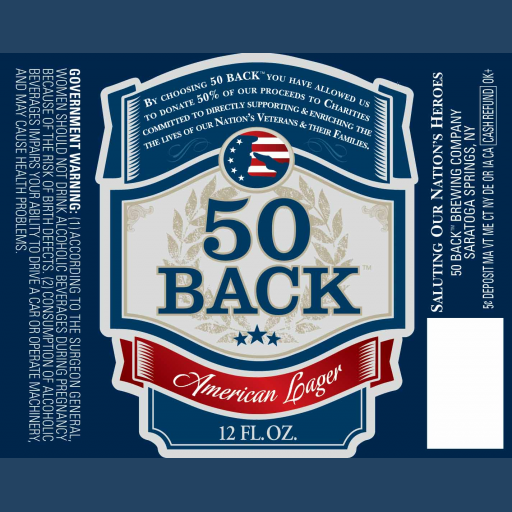 BY CHOOSING 50 BACK™ YOU HAVE ALLOWED US
TO DONATE 50% OF OUR PROCEEDS TO CHARITIES
COMMITTED TO DIRECTLY SUPPORTING & ENRICHING THE
THE LIVES OF OUR NATION'S VETERANS & THEIR FAMILIES.
50
BACK™
American Lager
12 FL. OZ.
GOVERNMENT WARNING: (1) ACCORDING TO THE SURGEON GENERAL,
WOMEN SHOULD NOT DRINK ALCOHOLIC BEVERAGES DURING PREGNANCY
BECAUSE OF THE RISK OF BIRTH DEFECTS. (2) CONSUMPTION OF ALCOHOLIC
BEVERAGES IMPAIRS YOUR ABILITY TO DRIVE A CAR OR OPERATE MACHINERY,
AND MAY CAUSE HEALTH PROBLEMS.
SALUTING OUR NATION'S HEROES
50 BACK™ BREWING COMPANY
SARATOGA SPRINGS, NY
5¢ DEPOSIT MA VT ME CT NY DE OR IA CA CASH REFUND OK+